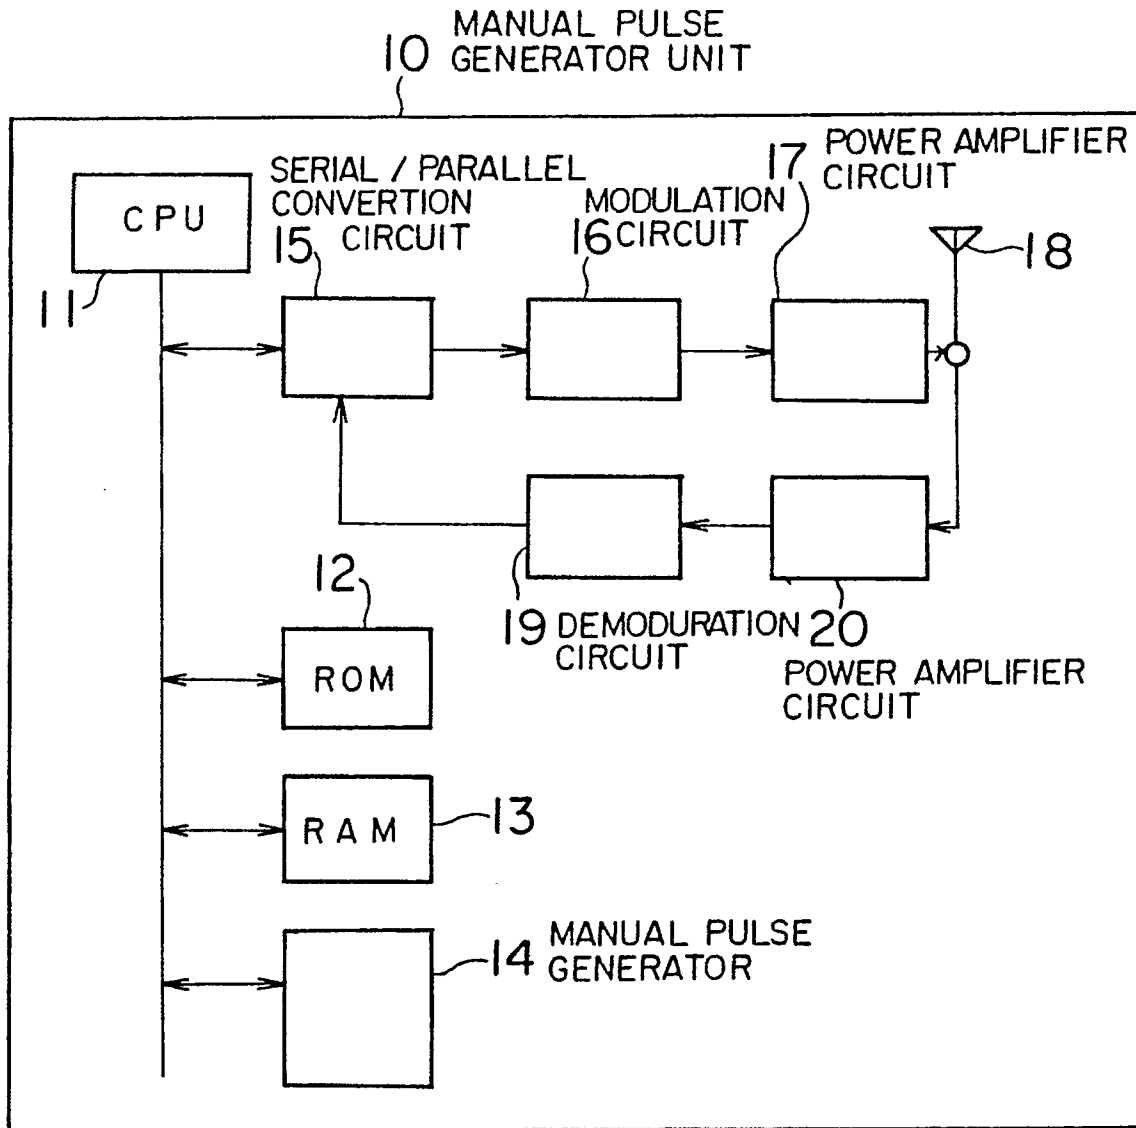 MANUAL PULSE
10 GENERATOR UNIT
17 POWER AMPLIFIER
CIRCUIT
SERIAL / PARALLEL
CONVERTION
15 CIRCUIT
MODULATION
16 CIRCUIT
CPU
11
18
12
19 DEMODURATION
CIRCUIT
20
POWER AMPLIFIER
CIRCUIT
ROM
RAM
13
14 MANUAL PULSE
GENERATOR